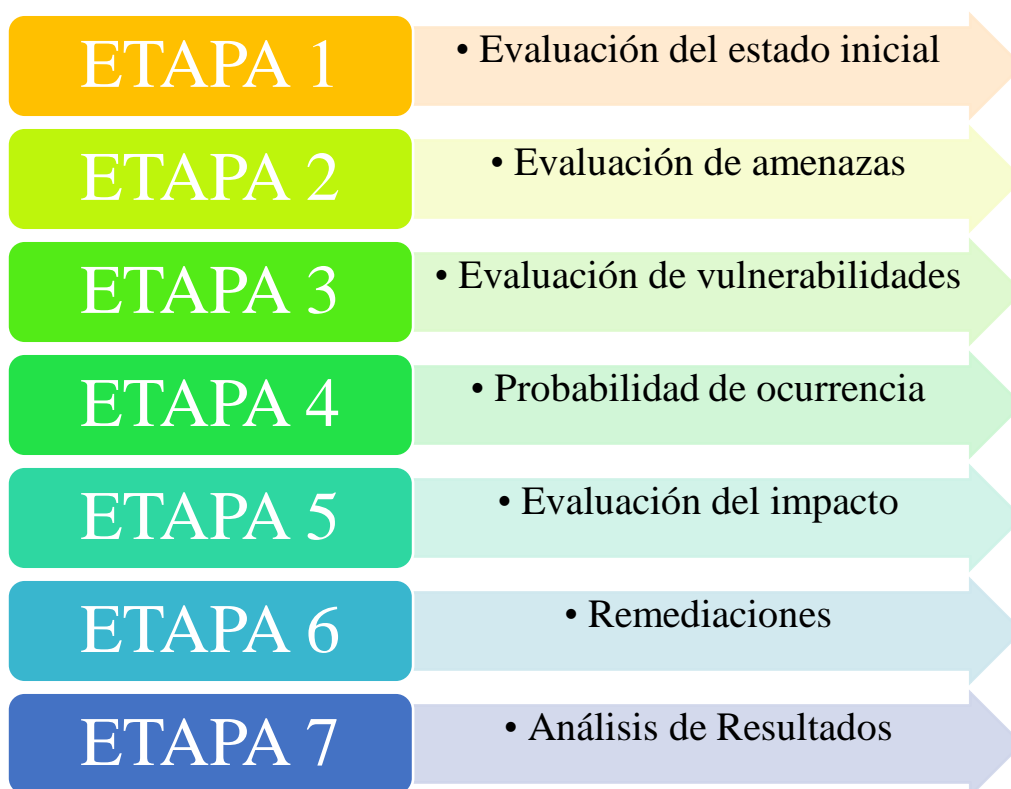 ETAPA 1
• Evaluación del estado inicial
ETAPA 2
• Evaluación de amenazas
ETAPA 3
• Evaluación de vulnerabilidades
ETAPA 4
• Probabilidad de ocurrencia
ETAPA 5
• Evaluación del impacto
ETAPA 6
• Remediaciones
ETAPA 7
• Análisis de Resultados